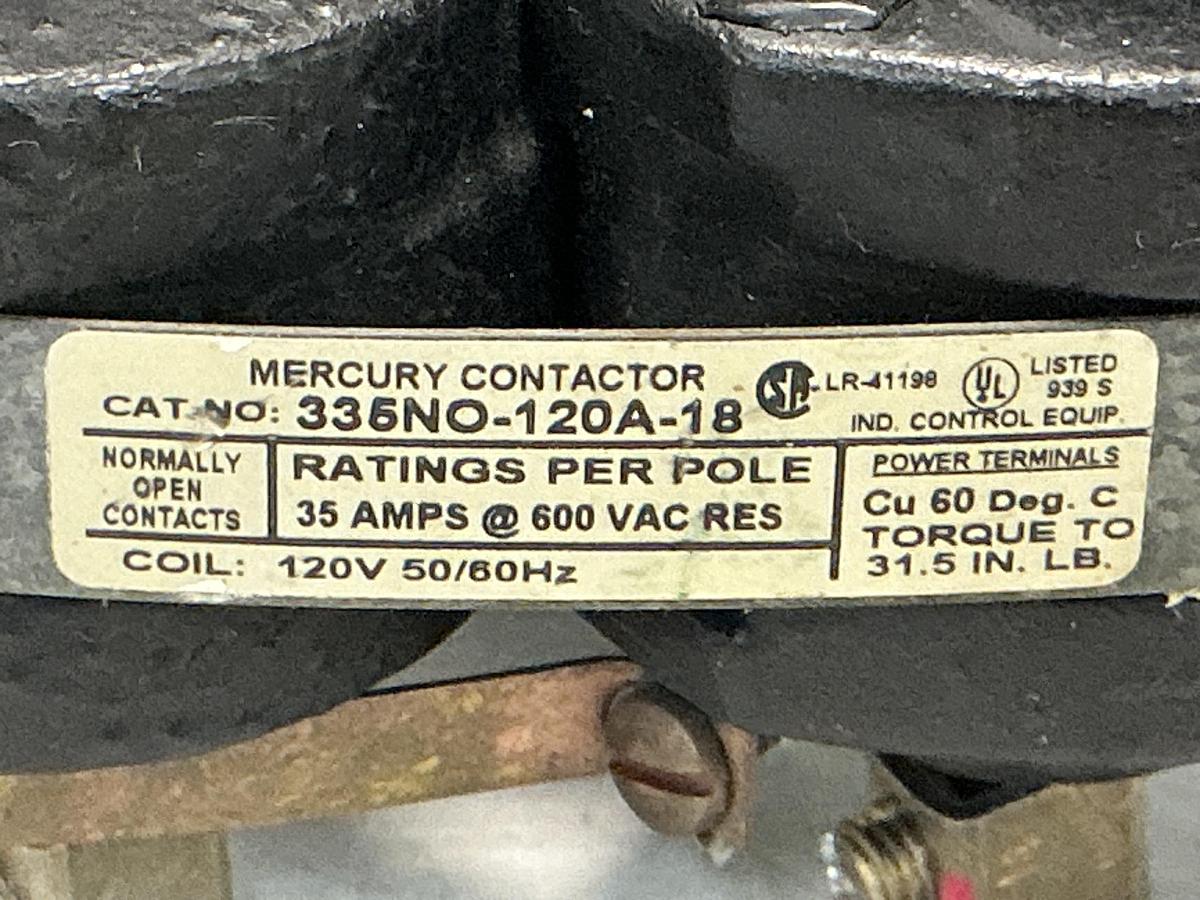 MERCURY CONTACTOR
CAT. NO: 335NO-120A-18
SA LR-41198
UL LISTED
939 S
IND. CONTROL EQUIP.
NORMALLY
OPEN
CONTACTS
RATINGS PER POLE
35 AMPS @ 600 VAC RES
COIL: 120V 50/60Hz
POWER TERMINALS
Cu 60 Deg. C
TORQUE TO
31.5 IN. LB.